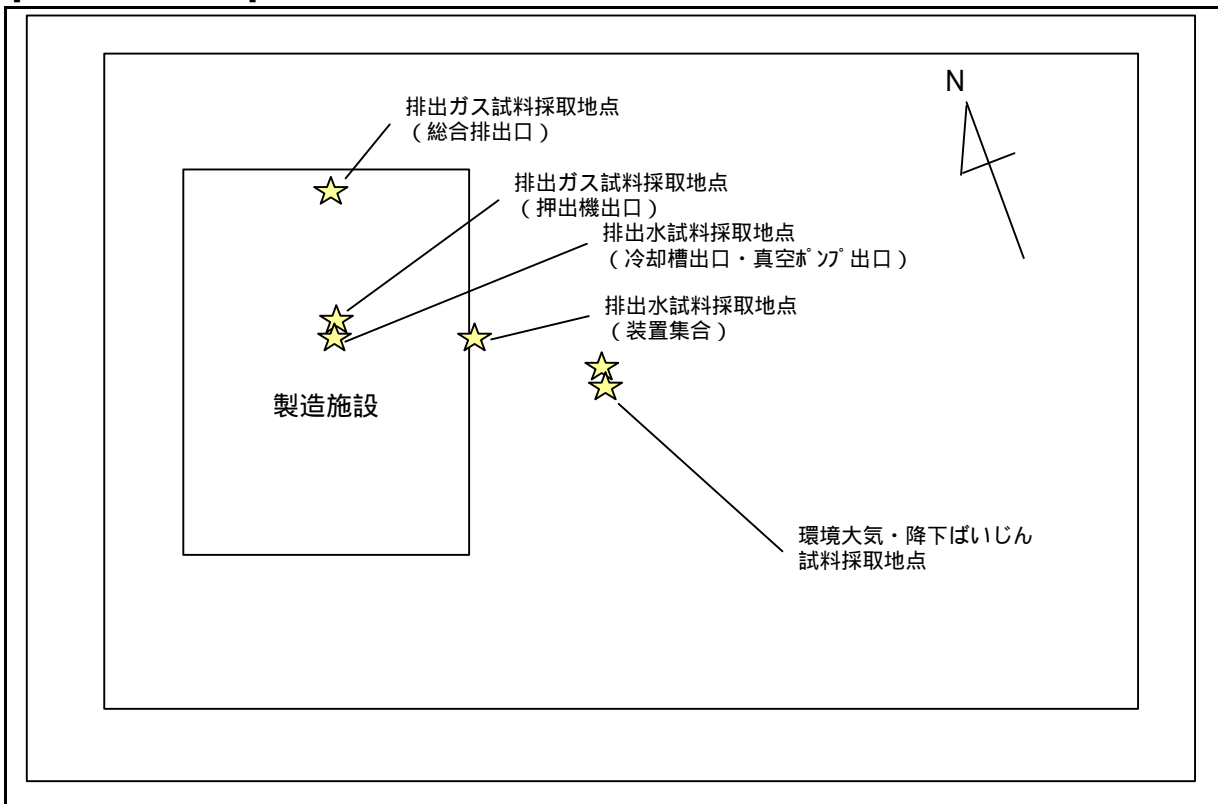 N
排出ガス試料採取地点
（総合排出口）
排出ガス試料採取地点
（押出機出口）
排出水試料採取地点
（冷却槽出口・真空ﾎﾟﾝﾌﾟ出口）
排出水試料採取地点
（装置集合）
製造施設
環境大気・降下ばいじん
試料採取地点